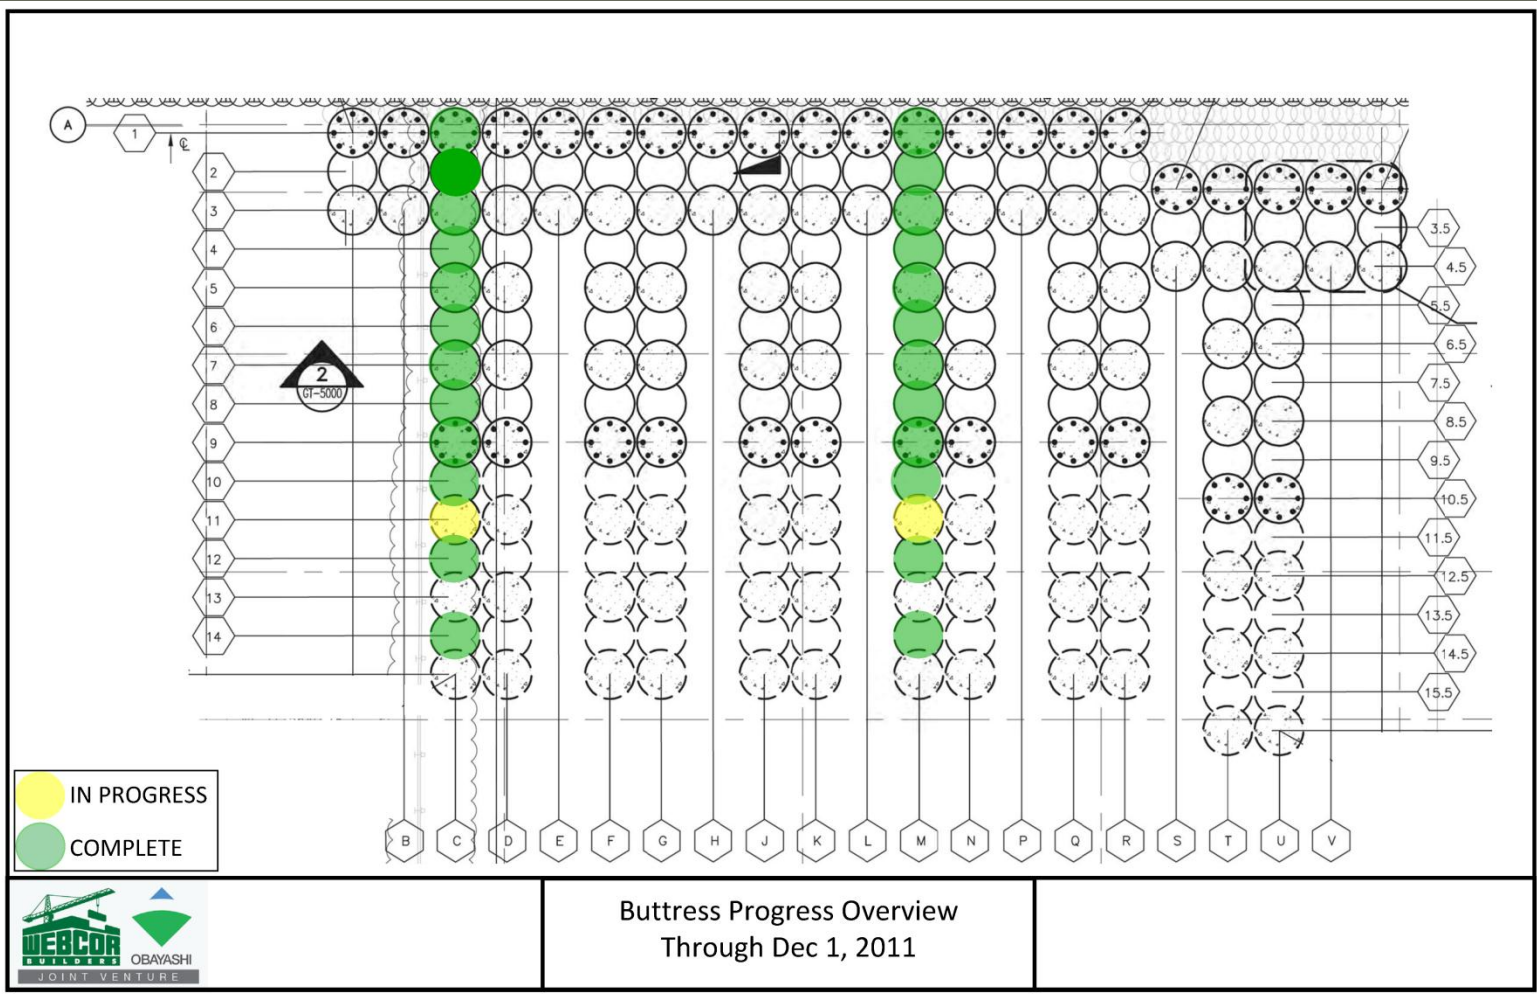 A
1
℄
2
3
4
5
6
7
8
9
10
11
12
13
14
2
GT-5000
3.5
4.5
5.5
6.5
7.5
8.5
9.5
10.5
11.5
12.5
13.5
14.5
15.5
B C D E F G H J K L M N P Q R S T U V
IN PROGRESS
COMPLETE
WEBCOR
BUILDERS
OBAYASHI
JOINT VENTURE
Buttress Progress Overview
Through Dec 1, 2011